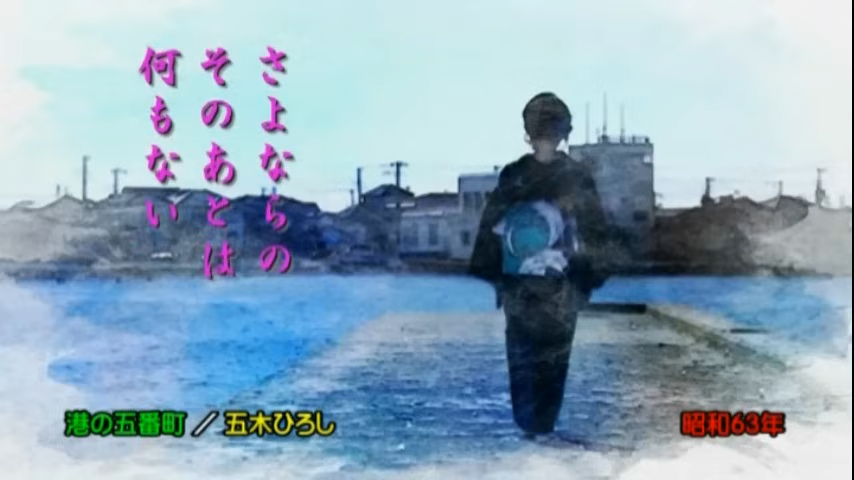 さよならの
そのあとは
何もない
港の五番町／五木ひろし
昭和63年